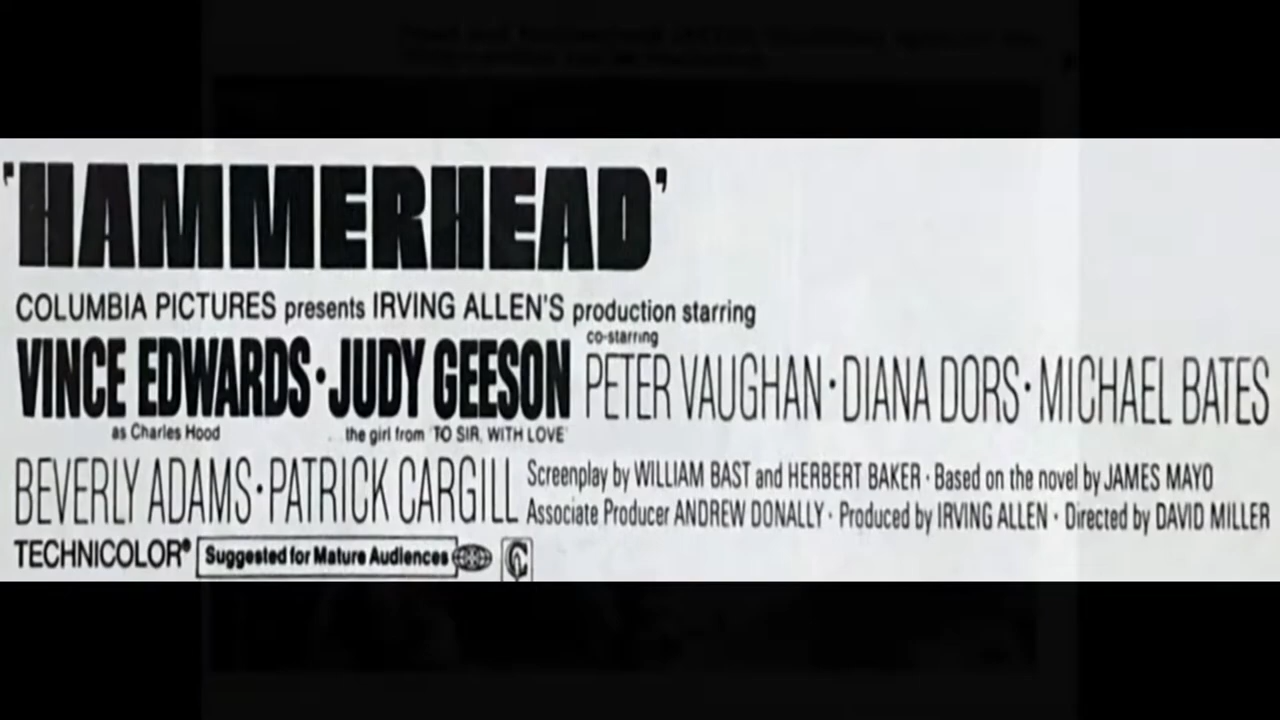 'HAMMERHEAD'
COLUMBIA PICTURES presents IRVING ALLEN'S production starring
VINCE EDWARDS · JUDY GEESON co-starring PETER VAUGHAN · DIANA DORS · MICHAEL BATES
as Charles Hood the girl from 'TO SIR, WITH LOVE'
BEVERLY ADAMS · PATRICK CARGILL
Screenplay by WILLIAM BAST and HERBERT BAKER · Based on the novel by JAMES MAYO
Associate Producer ANDREW DONALLY · Produced by IRVING ALLEN · Directed by DAVID MILLER
TECHNICOLOR® Suggested for Mature Audiences